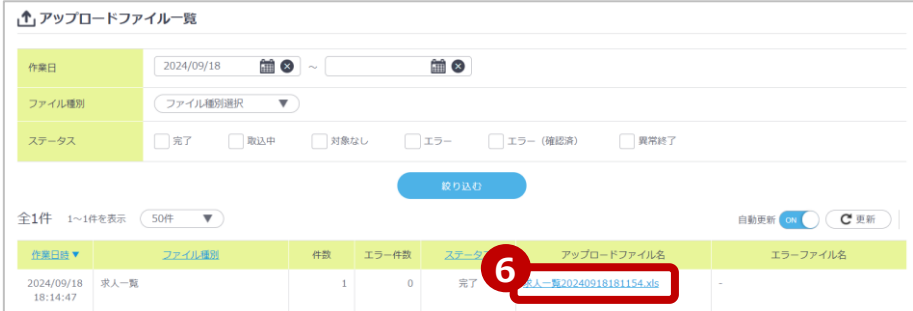 アップロードファイル一覧
作業日 2024/09/18 ～
ファイル種別 ファイル種別選択 ▼
ステータス 完了 取込中 対象なし エラー エラー（確認済） 異常終了
絞り込む
全1件 1～1件を表示 50件 ▼ 自動更新 ON 更新
作業日時▼ ファイル種別 件数 エラー件数 ステータ アップロードファイル名 エラーファイル名
6
2024/09/18 求人一覧 1 0 完了 求人一覧20240918181154.xls -
18:14:47